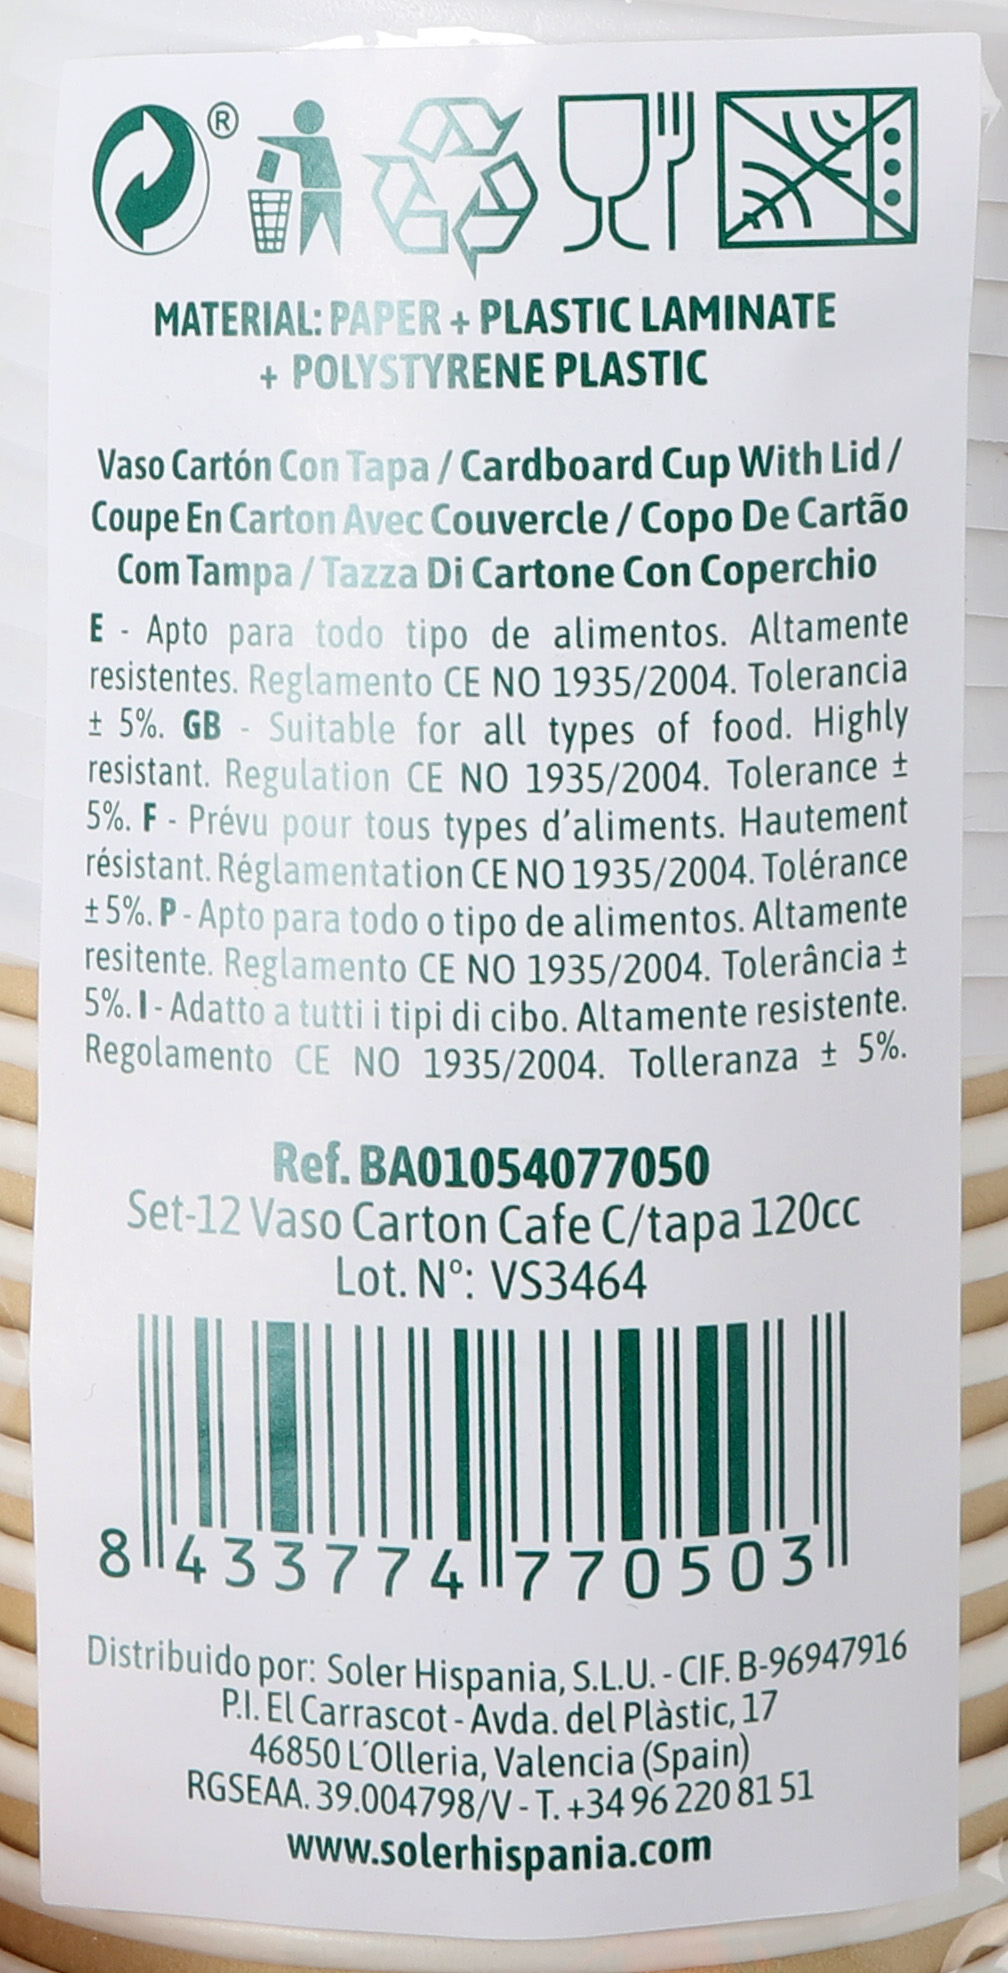 ®
MATERIAL: PAPER + PLASTIC LAMINATE
+ POLYSTYRENE PLASTIC
Vaso Cartón Con Tapa / Cardboard Cup With Lid /
Coupe En Carton Avec Couvercle / Copo De Cartão
Com Tampa / Tazza Di Cartone Con Coperchio
E - Apto para todo tipo de alimentos. Altamente
resistentes. Reglamento CE NO 1935/2004. Tolerancia
± 5%. GB - Suitable for all types of food. Highly
resistant. Regulation CE NO 1935/2004. Tolerance ±
5%. F - Prévu pour tous types d'aliments. Hautement
résistant. Réglamentation CE NO 1935/2004. Tolérance
± 5%. P - Apto para todo o tipo de alimentos. Altamente
resitente. Reglamento CE NO 1935/2004. Tolerância ±
5%. I - Adatto a tutti i tipi di cibo. Altamente resistente.
Regolamento CE NO 1935/2004. Tolleranza ± 5%.
Ref. BA01054077050
Set-12 Vaso Carton Cafe C/tapa 120cc
Lot. Nº: VS3464
8 433774 770503
Distribuido por: Soler Hispania, S.L.U. - CIF. B-96947916
P.I. El Carrascot - Avda. del Plàstic, 17
46850 L'Olleria, Valencia (Spain)
RGSEAA. 39.004798/V - T. +34 96 220 81 51
www.solerhispania.com